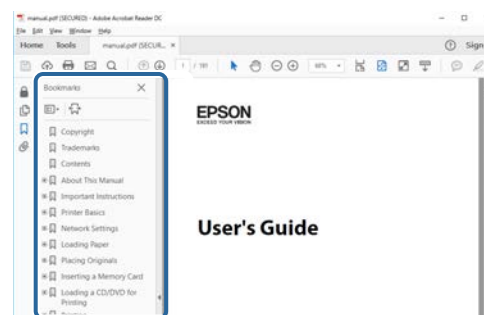 manual.pdf (SECURED) - Adobe Acrobat Reader DC
File Edit View Window Help
Home Tools manual.pdf (SECUR... × Sign
Bookmarks
Copyright
Trademarks
Contents
About This Manual
Important Instructions
Printer Basics
Network Settings
Loading Paper
Placing Originals
Inserting a Memory Card
Loading a CD/DVD for
Printing
EPSON
EXCEED YOUR VISION
User's Guide